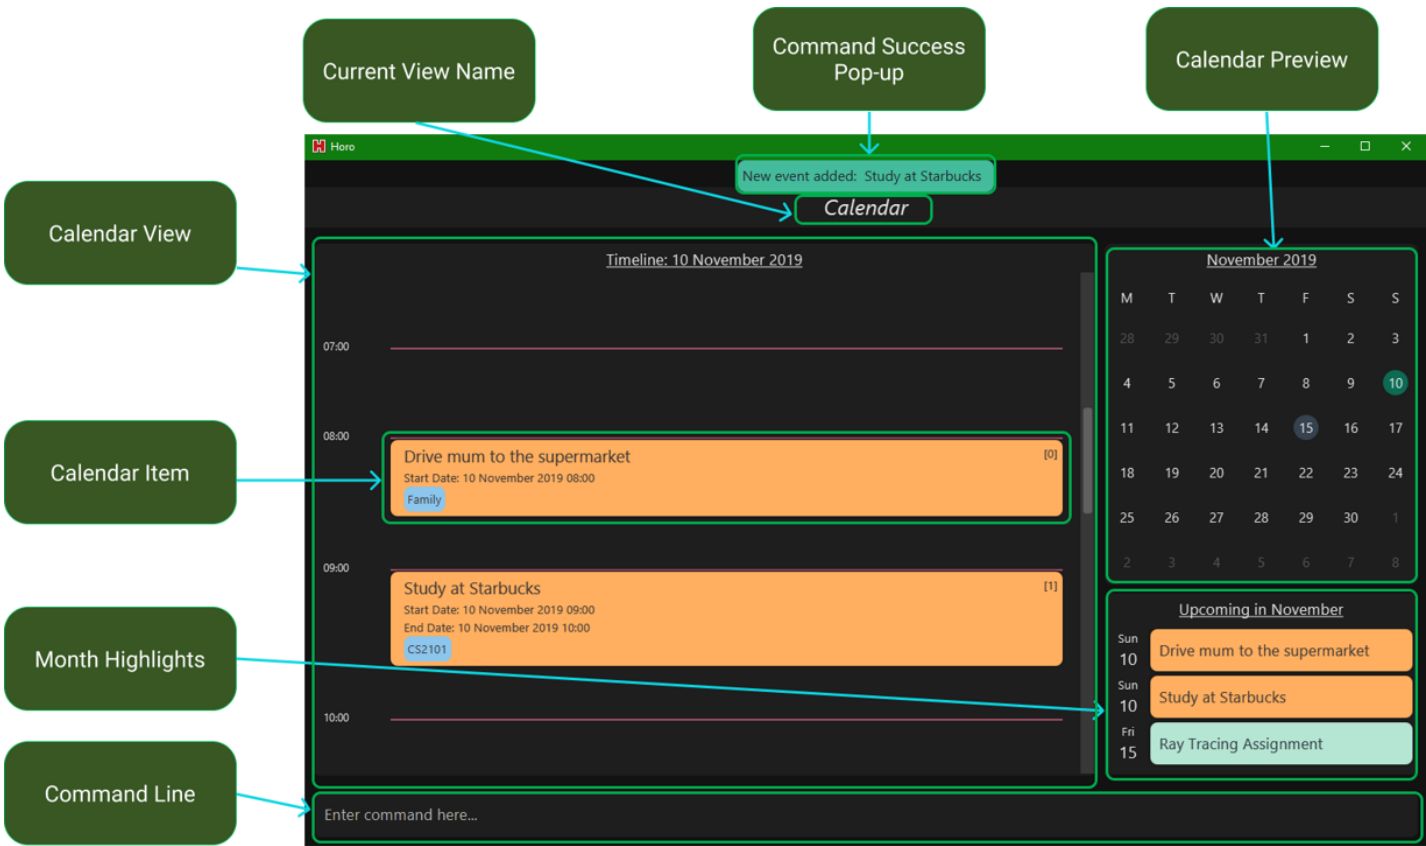 Current View Name
Command Success
Pop-up
Calendar Preview
Horo
New event added: Study at Starbucks
Calendar
Calendar View
Timeline: 10 November 2019
07:00
08:00
Calendar Item
Drive mum to the supermarket
[0]
Start Date: 10 November 2019 08:00
Family
09:00
Study at Starbucks
[1]
Start Date: 10 November 2019 09:00
End Date: 10 November 2019 10:00
CS2101
Month Highlights
10:00
November 2019
M T W T F S S
28 29 30 31 1 2 3
4 5 6 7 8 9 10
11 12 13 14 15 16 17
18 19 20 21 22 23 24
25 26 27 28 29 30 1
2 3 4 5 6 7 8
Upcoming in November
Sun
10
Drive mum to the supermarket
Sun
10
Study at Starbucks
Fri
15
Ray Tracing Assignment
Command Line
Enter command here...